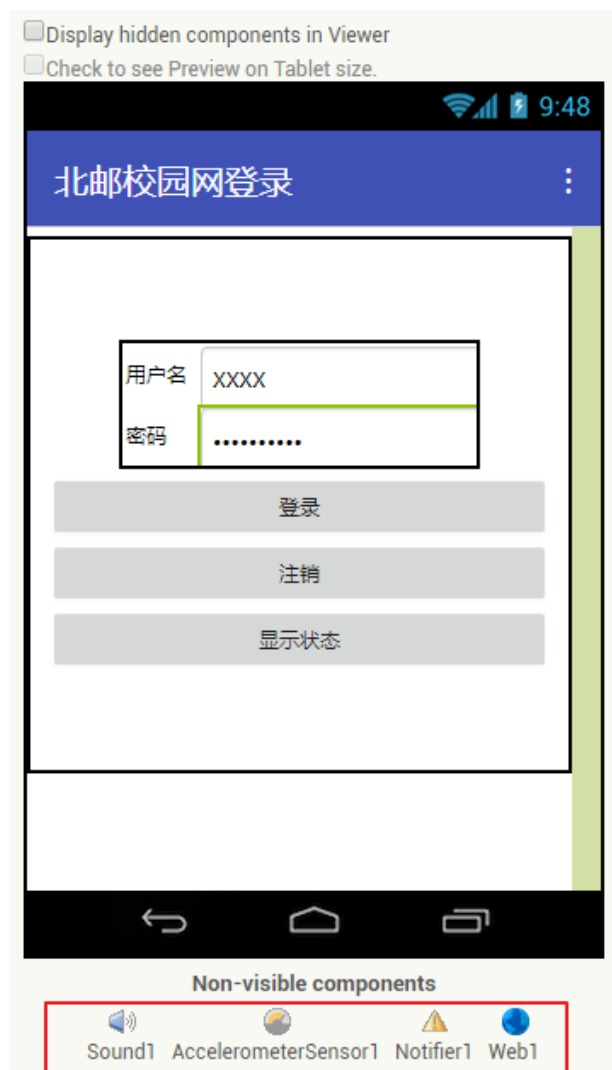 Display hidden components in Viewer
Check to see Preview on Tablet size.
9:48
北邮校园网登录
用户名 XXXX
密码 ••••••••••
登录
注销
显示状态
Non-visible components
Sound1 AccelerometerSensor1 Notifier1 Web1